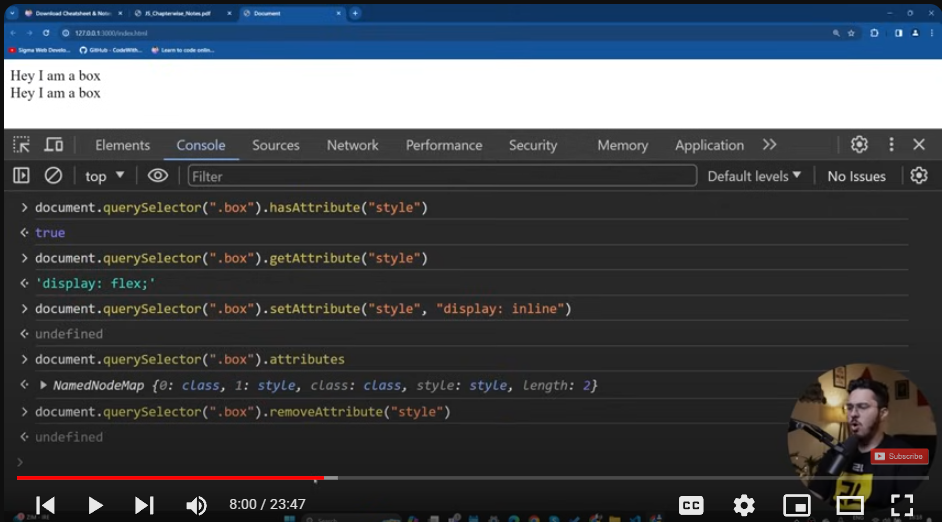 Download Cheatsheet & Note JS_Chapterwise_Notes.pdf Document
127.0.0.1:3000/index.html
Sigma Web Develo... GitHub - CodeWith... Learn to code onlin...
Hey I am a box
Hey I am a box
Elements Console Sources Network Performance Security Memory Application
top Filter Default levels No Issues
> document.querySelector(".box").hasAttribute("style")
true
> document.querySelector(".box").getAttribute("style")
'display: flex;'
> document.querySelector(".box").setAttribute("style", "display: inline")
undefined
> document.querySelector(".box").attributes
NamedNodeMap {0: class, 1: style, class: class, style: style, length: 2}
> document.querySelector(".box").removeAttribute("style")
undefined
>
Subscribe
8:00 / 23:47 CC